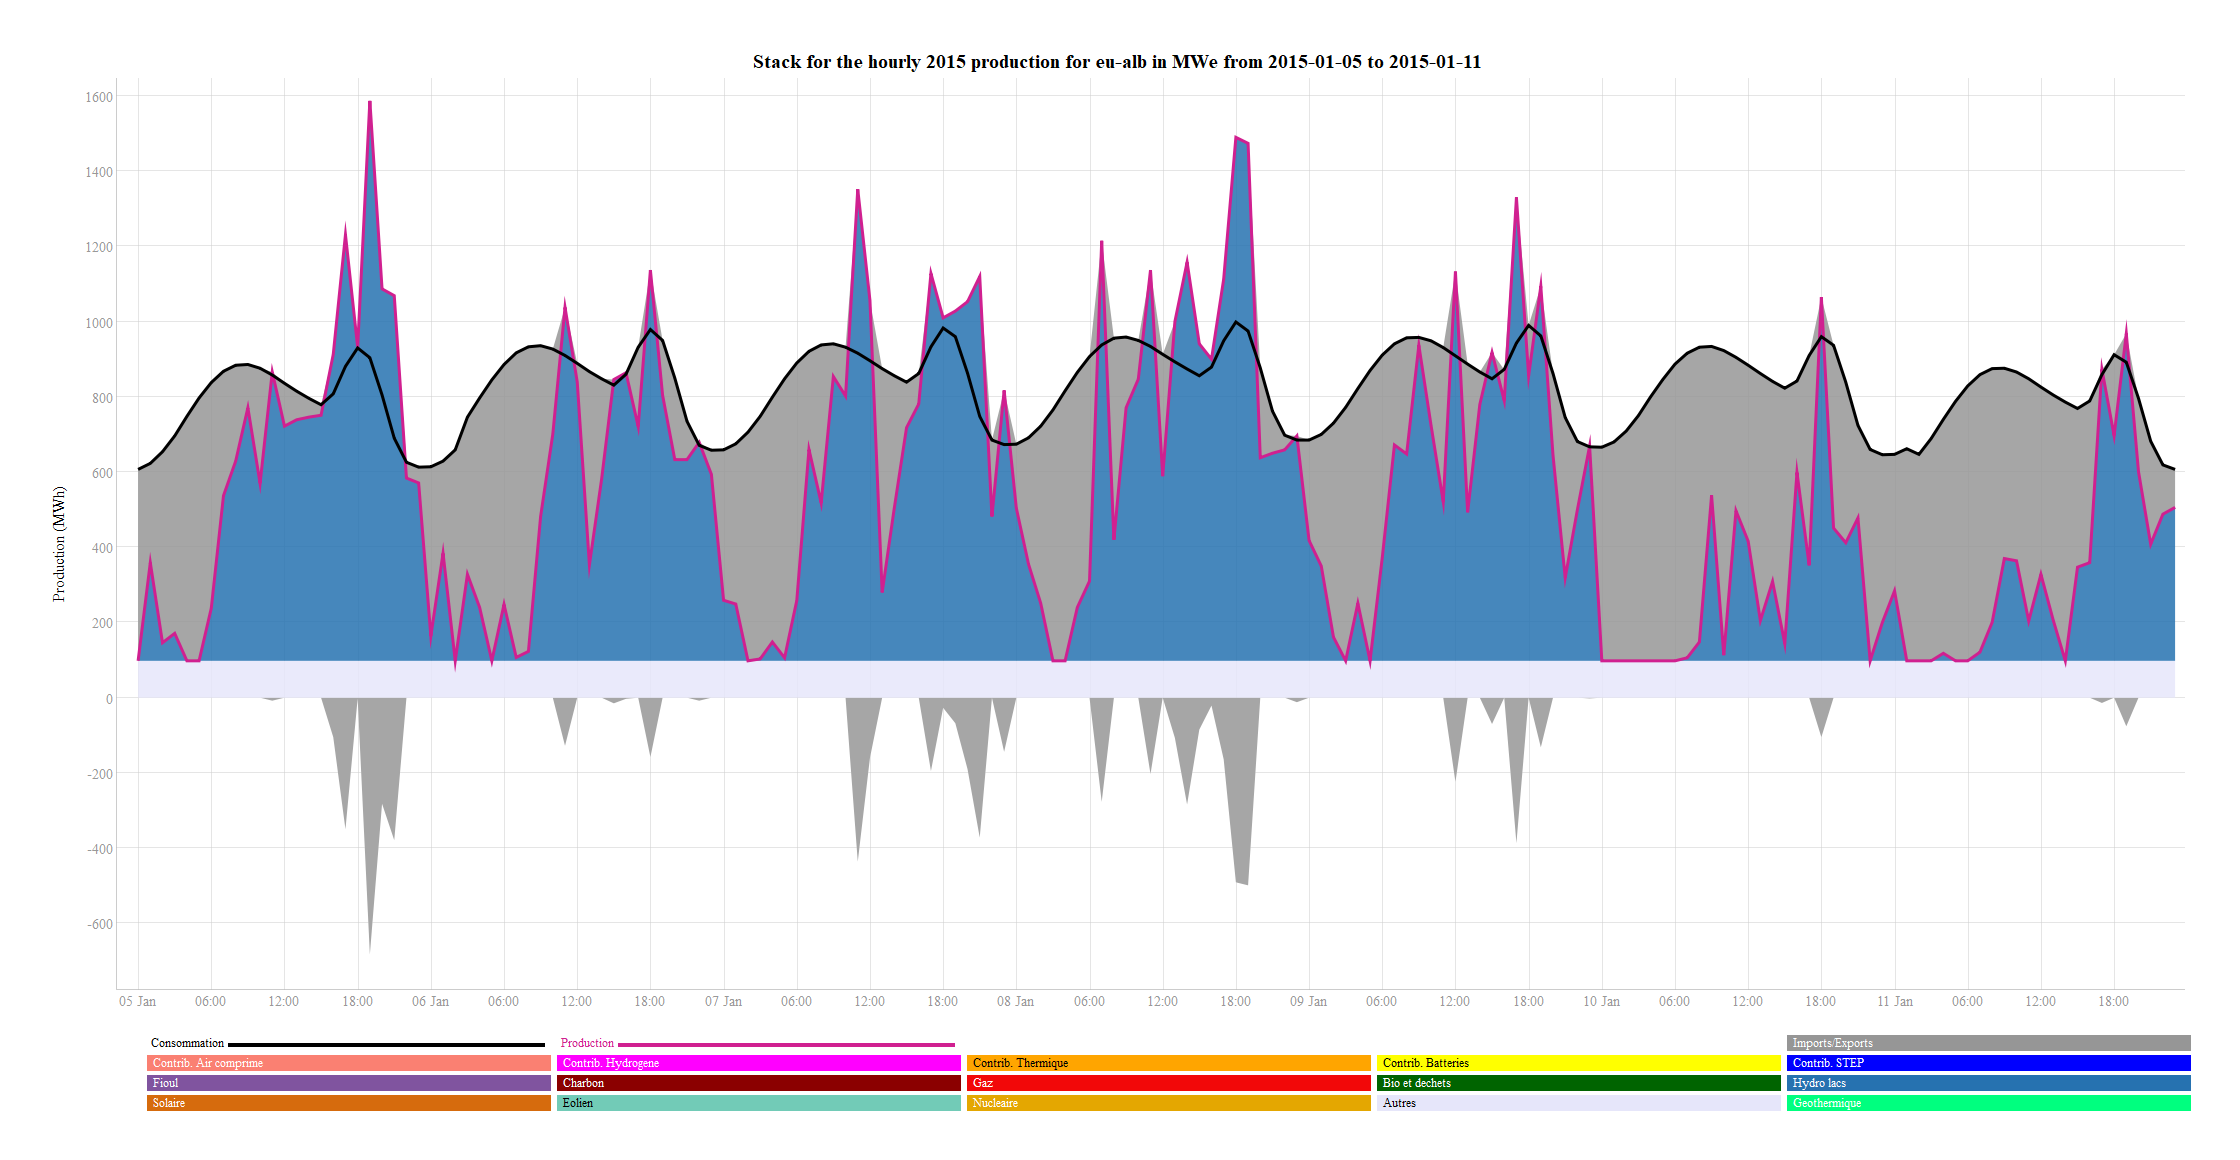 Stack for the hourly 2015 production for eu-alb in MWe from 2015-01-05 to 2015-01-11
Production (MWh)
1600
1400
1200
1000
800
600
400
200
0
-200
-400
-600
05 Jan 06:00 12:00 18:00 06 Jan 06:00 12:00 18:00 07 Jan 06:00 12:00 18:00 08 Jan 06:00 12:00 18:00 09 Jan 06:00 12:00 18:00 10 Jan 06:00 12:00 18:00 11 Jan 06:00 12:00 18:00
Consommation Production Imports/Exports
Contrib. Air comprime Contrib. Hydrogene Contrib. Thermique Contrib. Batteries Contrib. STEP
Fioul Charbon Gaz Bio et dechets Hydro lacs
Solaire Eolien Nucleaire Autres Geothermique